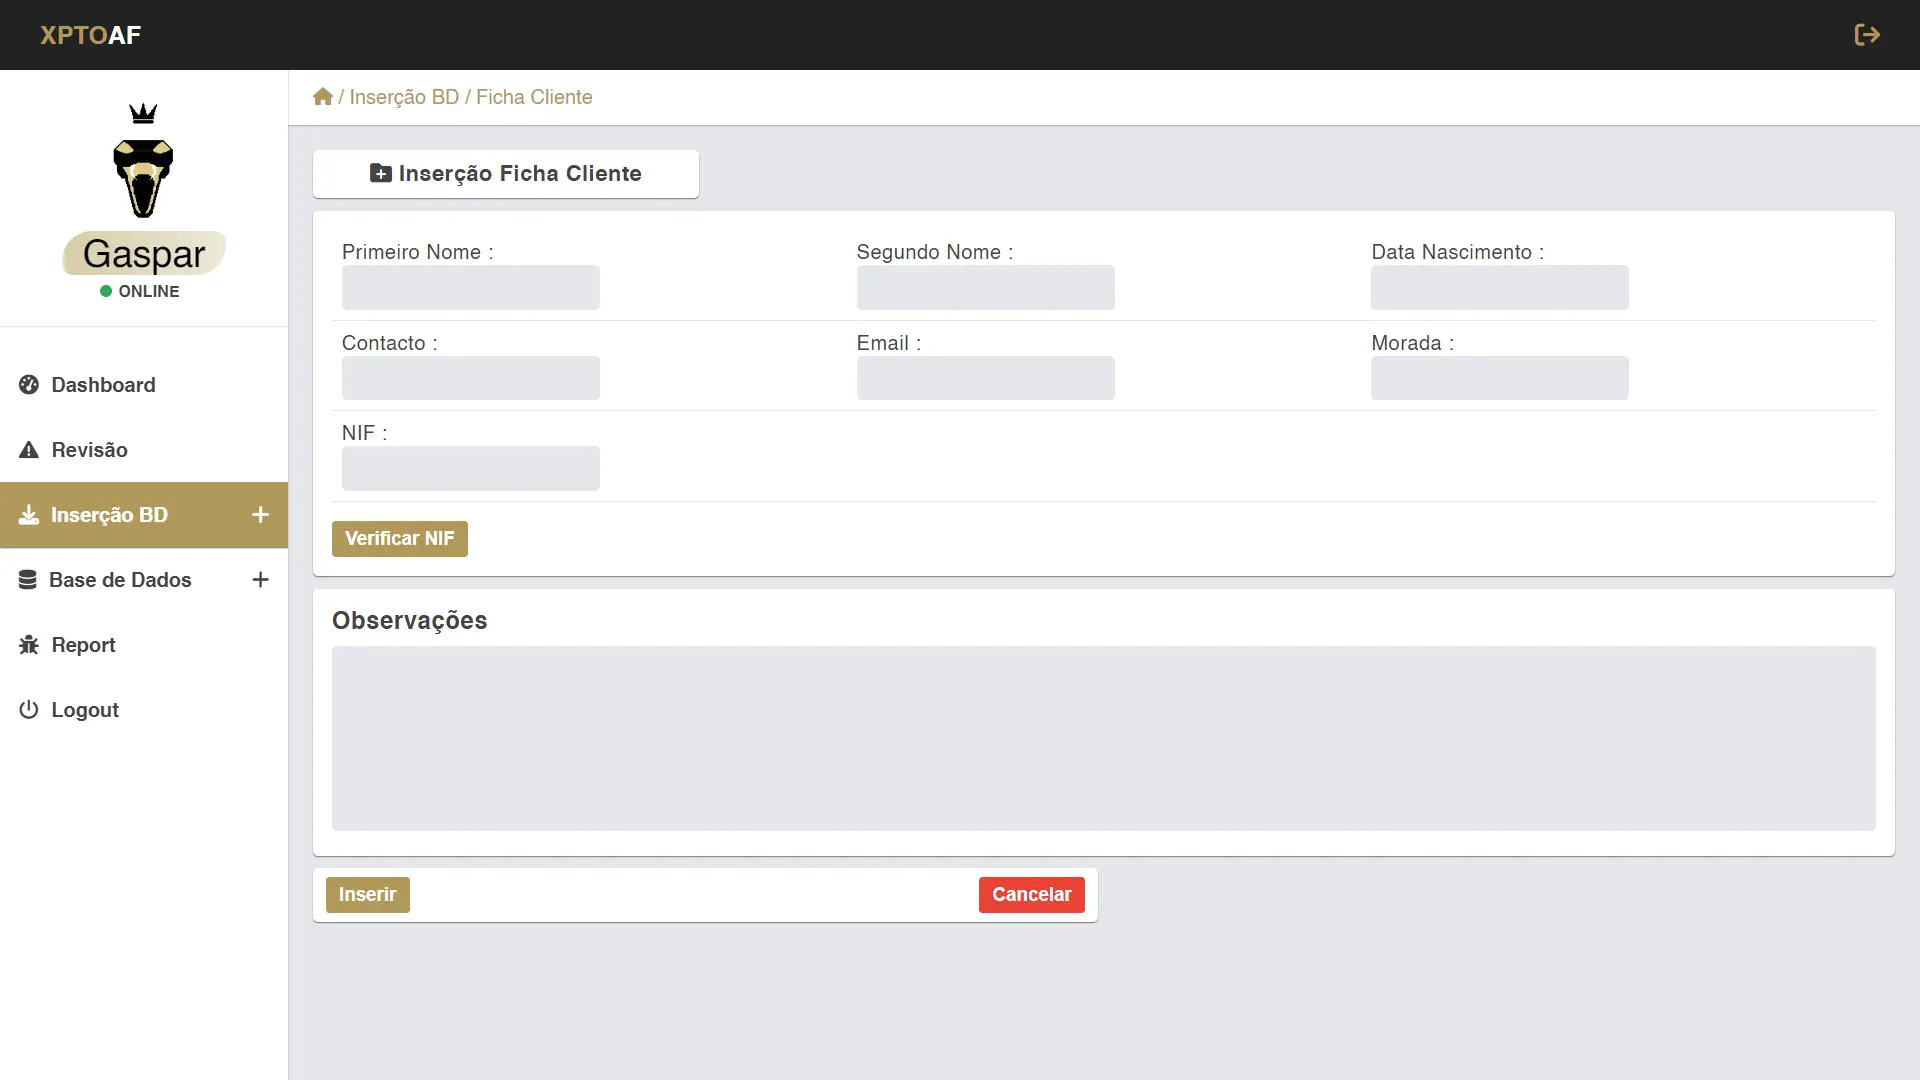 XPTOAF
/ Inserção BD / Ficha Cliente
Gaspar
ONLINE
Dashboard
Revisão
Inserção BD +
Base de Dados +
Report
Logout
Inserção Ficha Cliente
Primeiro Nome : Segundo Nome : Data Nascimento :
Contacto : Email : Morada :
NIF :
Verificar NIF
Observações
Inserir Cancelar